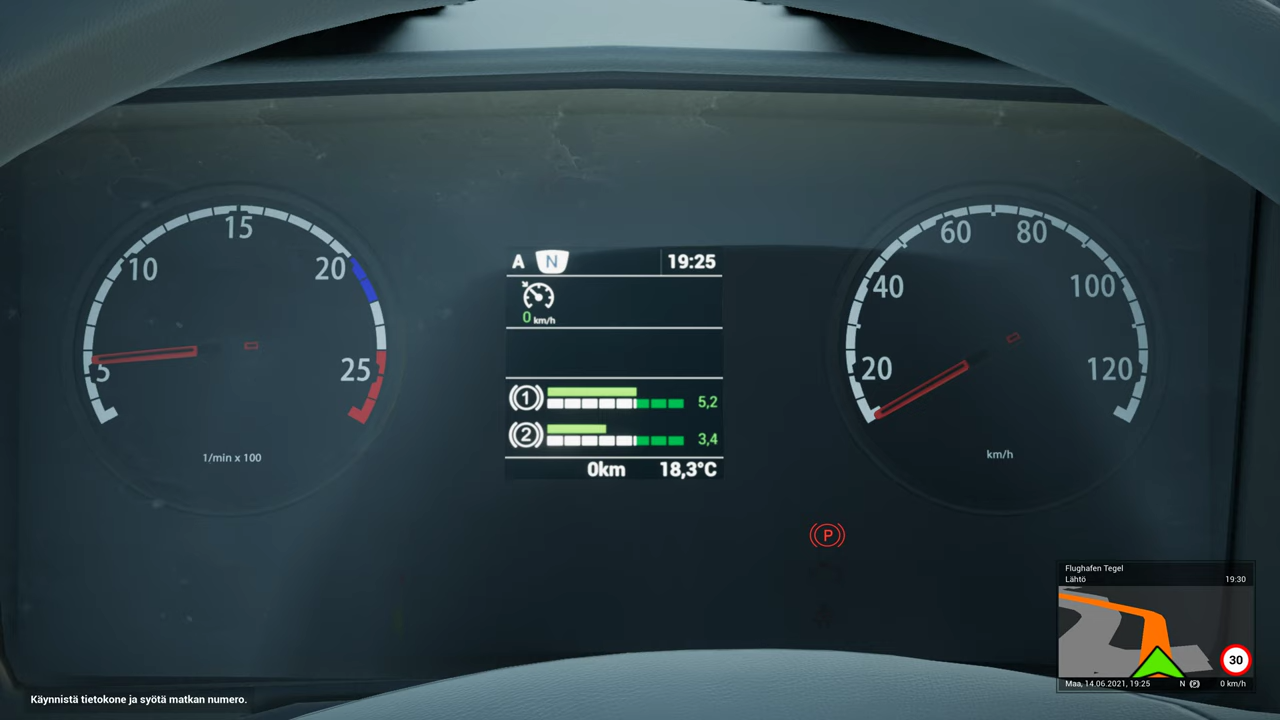 A N 19:25
0 km/h
1 5,2
2 3,4
0km 18,3°C
5 10 15 20 25
1/min x 100
20 40 60 80 100 120
km/h
P
Flughafen Tegel
Lähtö 19:30
30
Maa, 14.06.2021, 19:25 N P 0 km/h
Käynnistä tietokone ja syötä matkan numero.